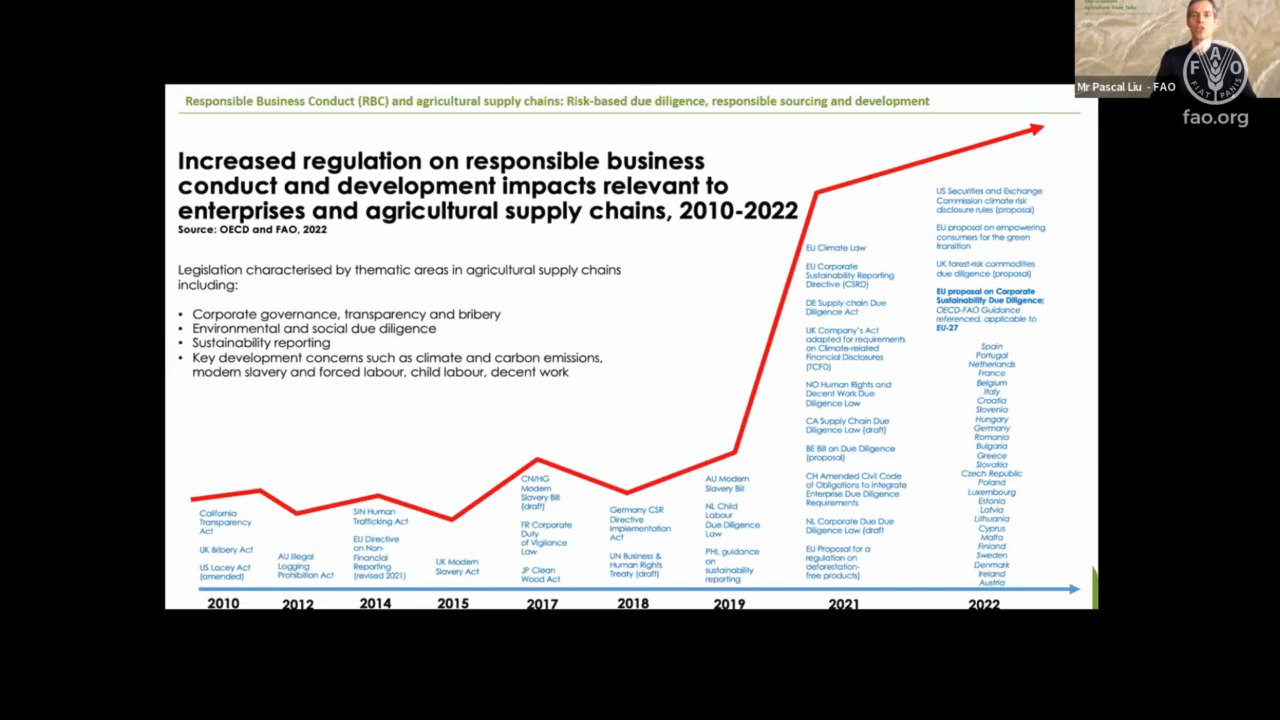 Agriculture Trade Talks
Mr Pascal Liu - FAO
F A O
FIAT PANIS
fao.org
Responsible Business Conduct (RBC) and agricultural supply chains: Risk-based due diligence, responsible sourcing and development
Increased regulation on responsible business
conduct and development impacts relevant to
enterprises and agricultural supply chains, 2010-2022
Source: OECD and FAO, 2022
Legislation characterised by thematic areas in agricultural supply chains
including:
• Corporate governance, transparency and bribery
• Environmental and social due diligence
• Sustainability reporting
• Key development concerns such as climate and carbon emissions,
modern slavery and forced labour, child labour, decent work
California
Transparency
Act
UK Bribery Act
US Lacey Act
(amended)
2010
AU Illegal
Logging
Prohibition Act
2012
SIN Human
Trafficking Act
EU Directive
on Non-
Financial
Reporting
(revised 2021)
2014
UK Modern
Slavery Act
2015
CN/HG
Modern
Slavery Bill
(draft)
FR Corporate
Duty
of Vigilance
Law
JP Clean
Wood Act
2017
Germany CSR
Directive
Implementation
Act
UN Business &
Human Rights
Treaty (draft)
2018
AU Modern
Slavery Bill
NL Child
Labour
Due Diligence
Law
PHL guidance
on
sustainability
reporting
2019
EU Climate Law
EU Corporate
Sustainability Reporting
Directive (CSRD)
DE Supply chain Due
Diligence Act
UK Company's Act
adapted for requirements
on Climate-related
Financial Disclosures
(TCFD)
NO Human Rights and
Decent Work Due
Diligence Law
CA Supply Chain Due
Diligence Law (draft)
BE Bill on Due Diligence
(proposal)
CH Amended Civil Code
of Obligations to integrate
Enterprise Due Diligence
Requirements
NL Corporate Due Due
Diligence Law (draft
EU Proposal for a
regulation on
deforestation-
free products)
2021
US Securities and Exchange
Commission climate risk
disclosure rules (proposal)
EU proposal on empowering
consumers for the green
transition
UK forest-risk commodities
due diligence (proposal)
EU proposal on Corporate
Sustainability Due Diligence;
OECD-FAO Guidance
referenced, applicable to
EU-27
Spain
Portugal
Netherlands
France
Belgium
Italy
Croatia
Slovenia
Hungary
Germany
Romania
Bulgaria
Greece
Slovakia
Czech Republic
Poland
Luxembourg
Estonia
Latvia
Lithuania
Cyprus
Malta
Finland
Sweden
Denmark
Ireland
Austria
2022